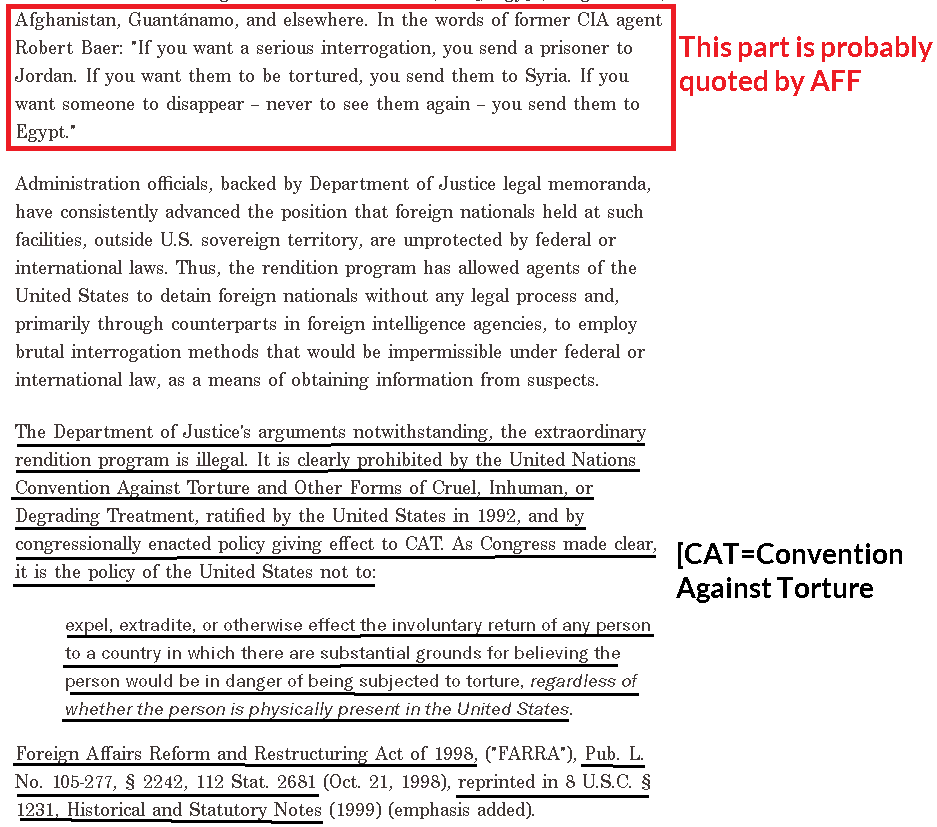 Afghanistan, Guantánamo, and elsewhere. In the words of former CIA agent
Robert Baer: "If you want a serious interrogation, you send a prisoner to
Jordan. If you want them to be tortured, you send them to Syria. If you
want someone to disappear – never to see them again – you send them to
Egypt."
This part is probably
quoted by AFF
Administration officials, backed by Department of Justice legal memoranda,
have consistently advanced the position that foreign nationals held at such
facilities, outside U.S. sovereign territory, are unprotected by federal or
international laws. Thus, the rendition program has allowed agents of the
United States to detain foreign nationals without any legal process and,
primarily through counterparts in foreign intelligence agencies, to employ
brutal interrogation methods that would be impermissible under federal or
international law, as a means of obtaining information from suspects.
The Department of Justice's arguments notwithstanding, the extraordinary
rendition program is illegal. It is clearly prohibited by the United Nations
Convention Against Torture and Other Forms of Cruel, Inhuman, or
Degrading Treatment, ratified by the United States in 1992, and by
congressionally enacted policy giving effect to CAT. As Congress made clear,
it is the policy of the United States not to:
[CAT=Convention
Against Torture
expel, extradite, or otherwise effect the involuntary return of any person
to a country in which there are substantial grounds for believing the
person would be in danger of being subjected to torture, regardless of
whether the person is physically present in the United States.
Foreign Affairs Reform and Restructuring Act of 1998, ("FARRA"), Pub. L.
No. 105-277, § 2242, 112 Stat. 2681 (Oct. 21, 1998), reprinted in 8 U.S.C. §
1231, Historical and Statutory Notes (1999) (emphasis added).